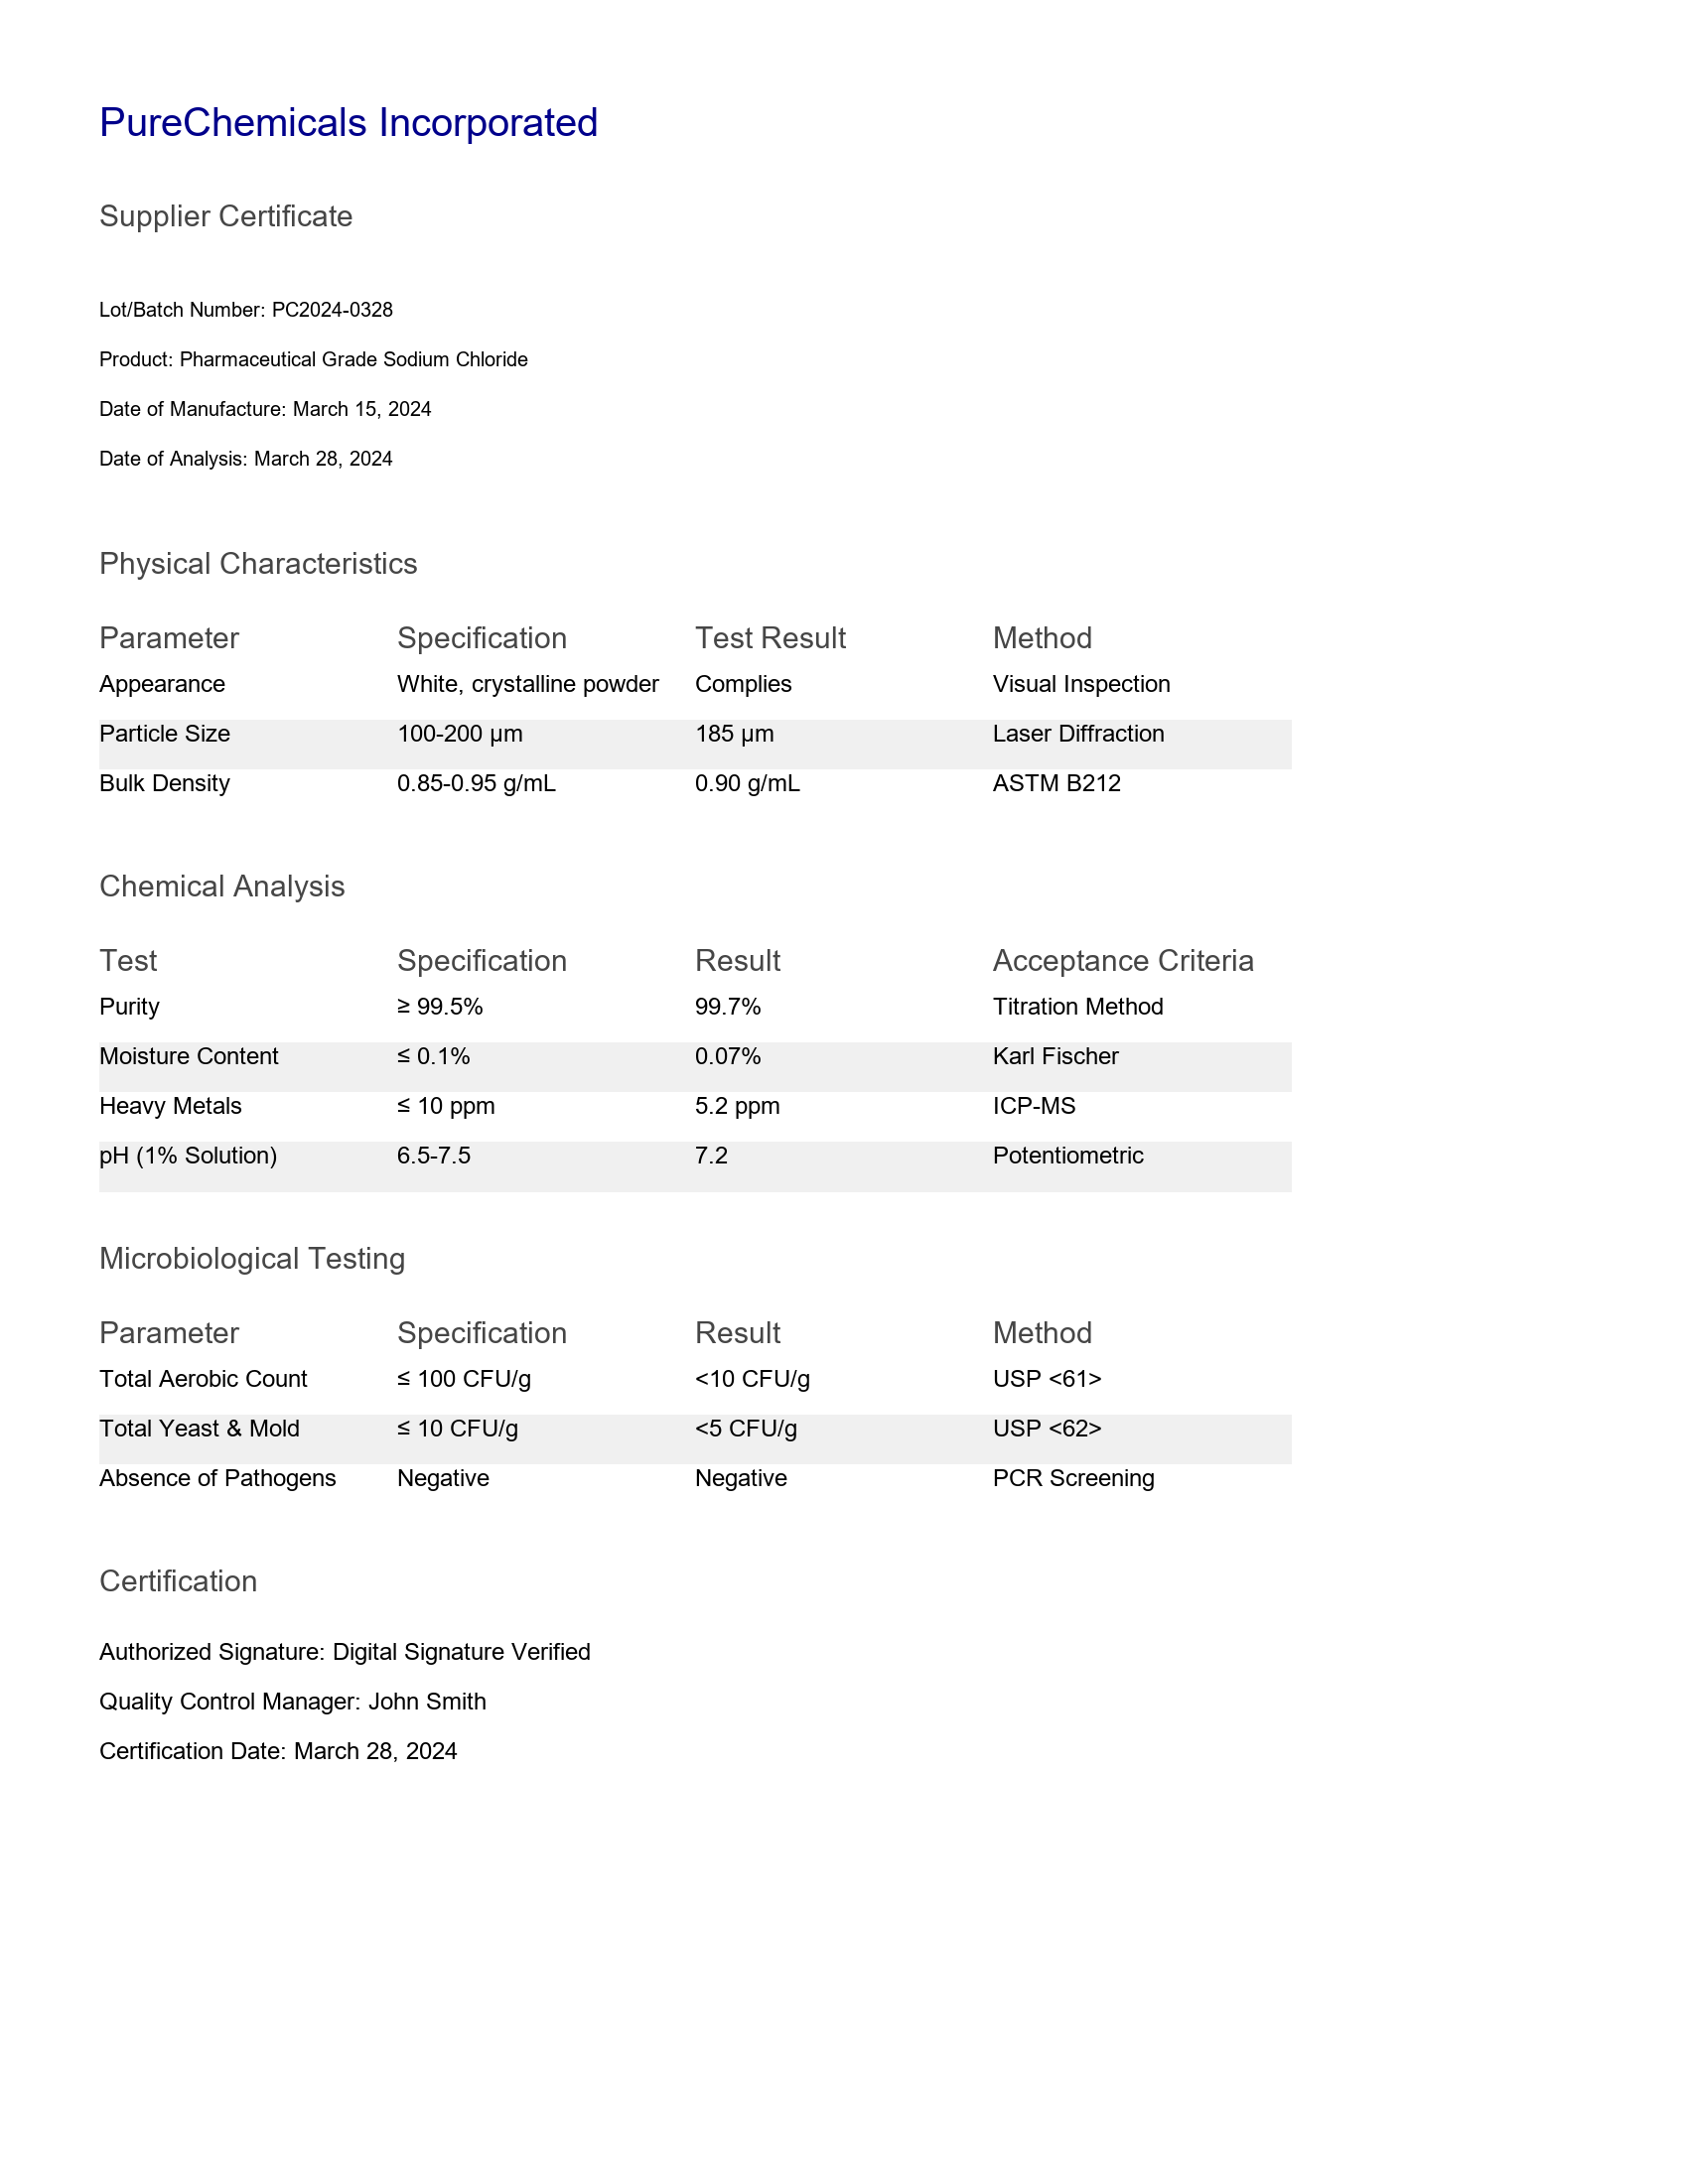 PureChemicals Incorporated
Supplier Certificate
Lot/Batch Number: PC2024-0328
Product: Pharmaceutical Grade Sodium Chloride
Date of Manufacture: March 15, 2024
Date of Analysis: March 28, 2024
Physical Characteristics
Parameter Specification Test Result Method
Appearance White, crystalline powder Complies Visual Inspection
Particle Size 100-200 µm 185 µm Laser Diffraction
Bulk Density 0.85-0.95 g/mL 0.90 g/mL ASTM B212
Chemical Analysis
Test Specification Result Acceptance Criteria
Purity ≥ 99.5% 99.7% Titration Method
Moisture Content ≤ 0.1% 0.07% Karl Fischer
Heavy Metals ≤ 10 ppm 5.2 ppm ICP-MS
pH (1% Solution) 6.5-7.5 7.2 Potentiometric
Microbiological Testing
Parameter Specification Result Method
Total Aerobic Count ≤ 100 CFU/g <10 CFU/g USP <61>
Total Yeast & Mold ≤ 10 CFU/g <5 CFU/g USP <62>
Absence of Pathogens Negative Negative PCR Screening
Certification
Authorized Signature: Digital Signature Verified
Quality Control Manager: John Smith
Certification Date: March 28, 2024